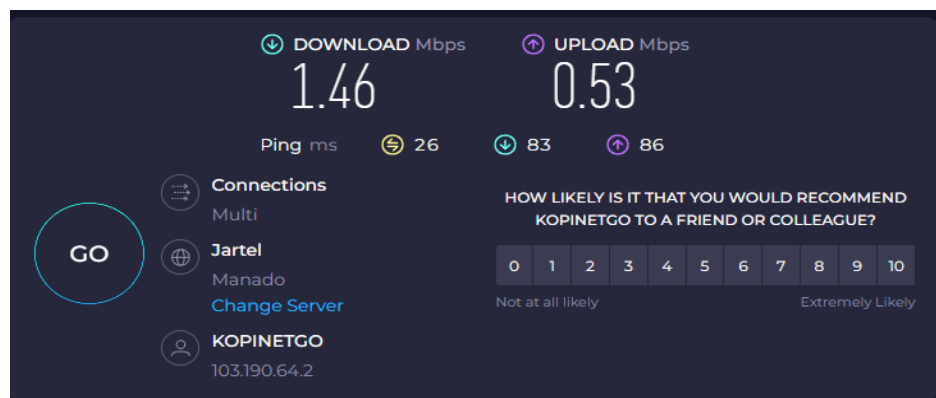 DOWNLOAD Mbps
1.46
UPLOAD Mbps
0.53
Ping ms 26 83 86
GO
Connections
Multi
Jartel
Manado
Change Server
KOPINETGO
103.190.64.2
HOW LIKELY IS IT THAT YOU WOULD RECOMMEND
KOPINETGO TO A FRIEND OR COLLEAGUE?
0 1 2 3 4 5 6 7 8 9 10
Not at all likely Extremely Likely